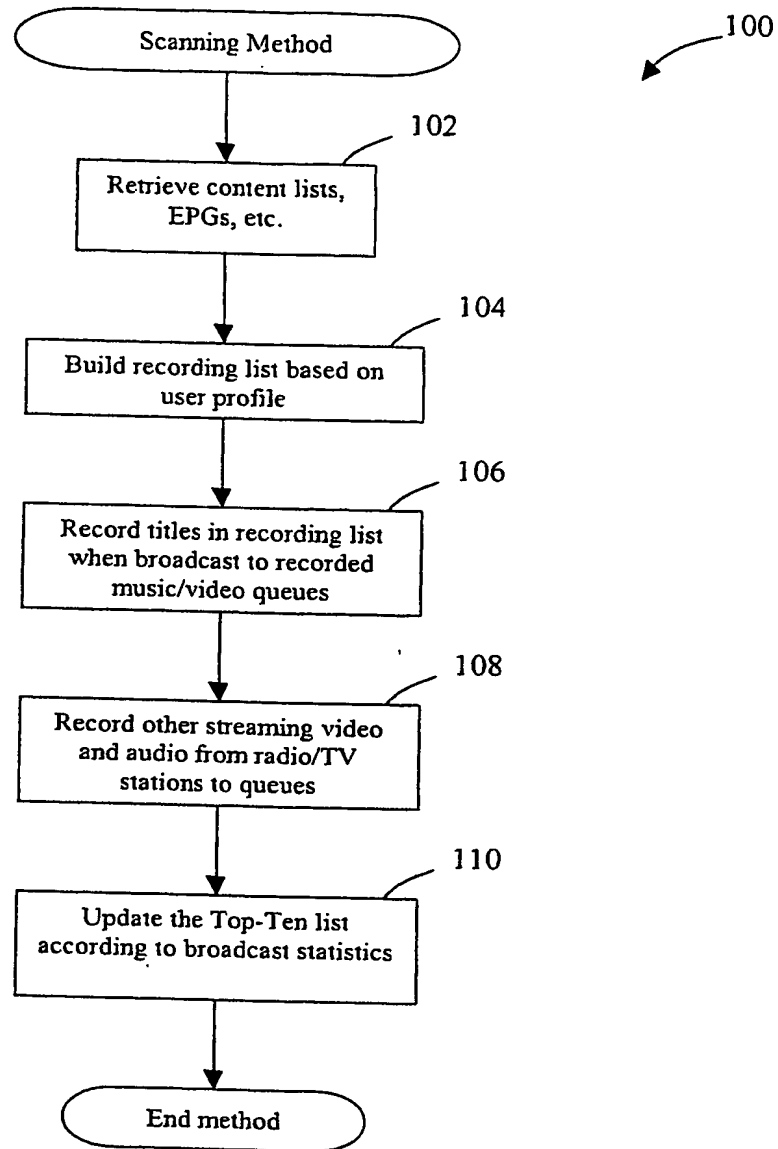 Scanning Method
100
102
Retrieve content lists,
EPGs, etc.
104
Build recording list based on
user profile
106
Record titles in recording list
when broadcast to recorded
music/video queues
108
Record other streaming video
and audio from radio/TV
stations to queues
110
Update the Top-Ten list
according to broadcast statistics
End method